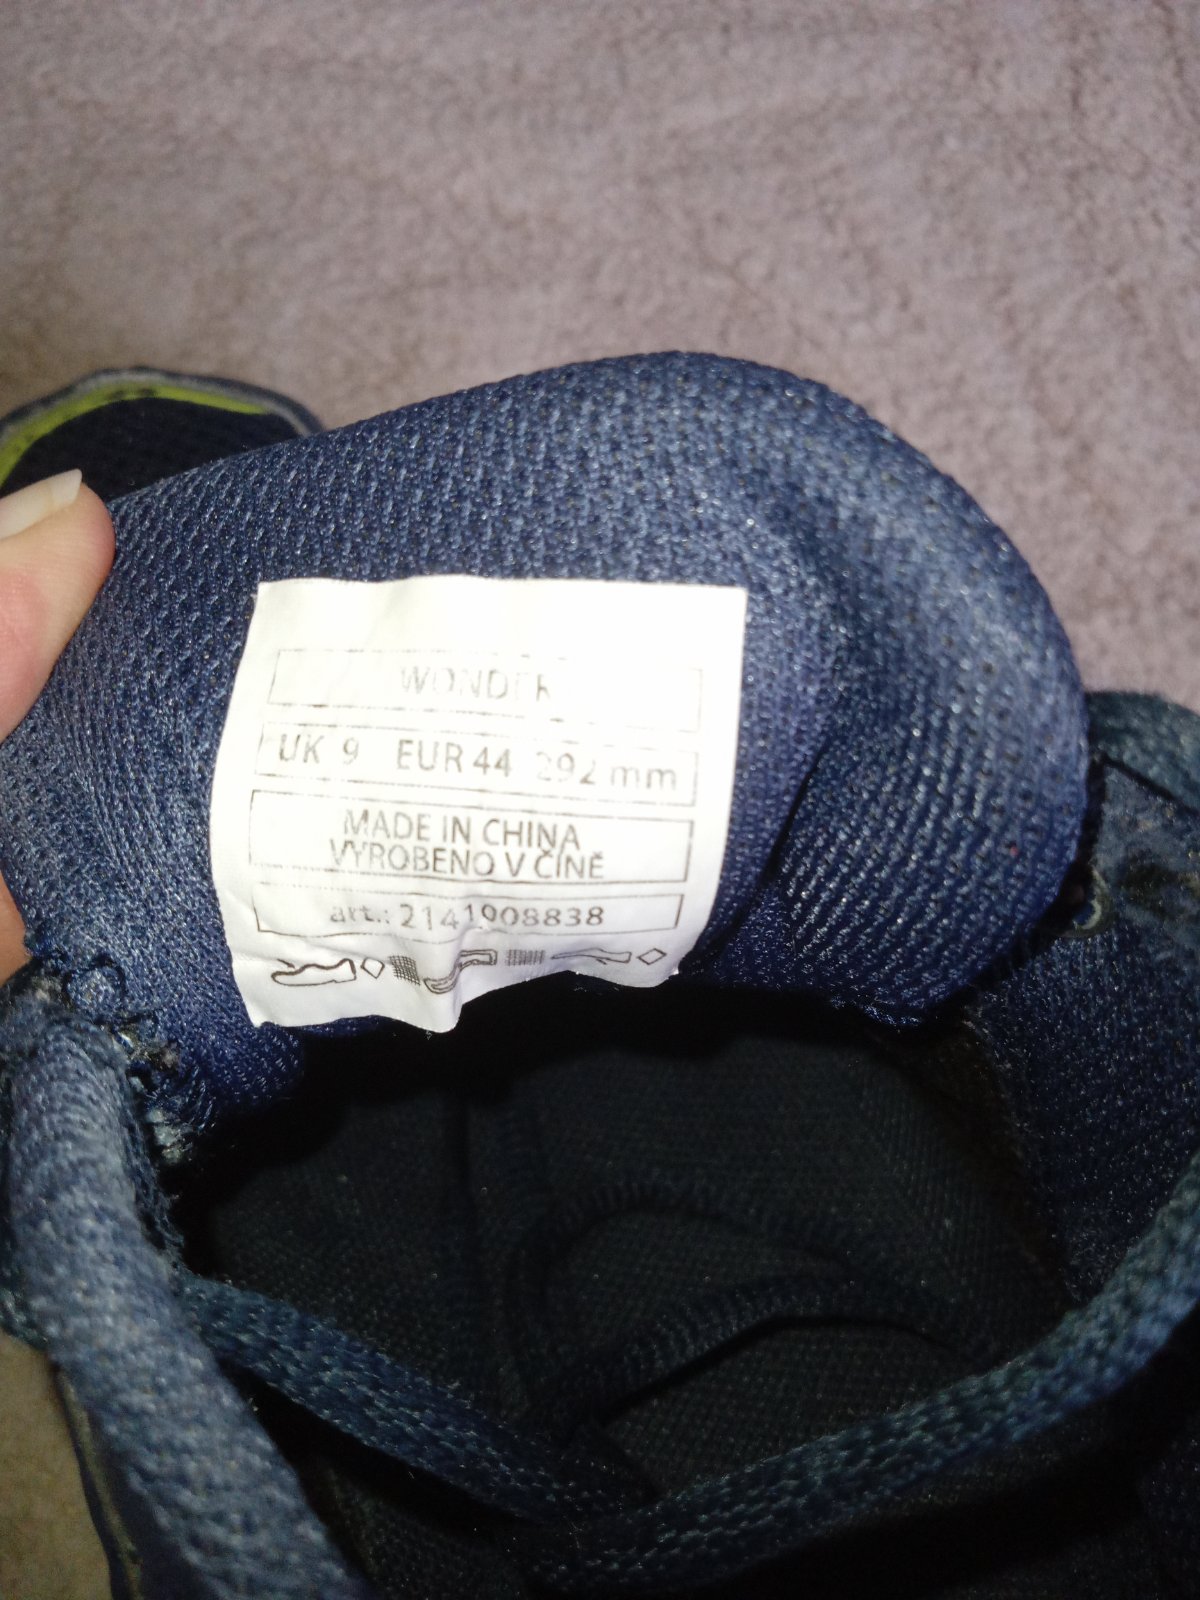 WONDER
UK 9 EUR 44 292 mm
MADE IN CHINA
VYROBENO V ČÍNĚ
art.: 2141908838